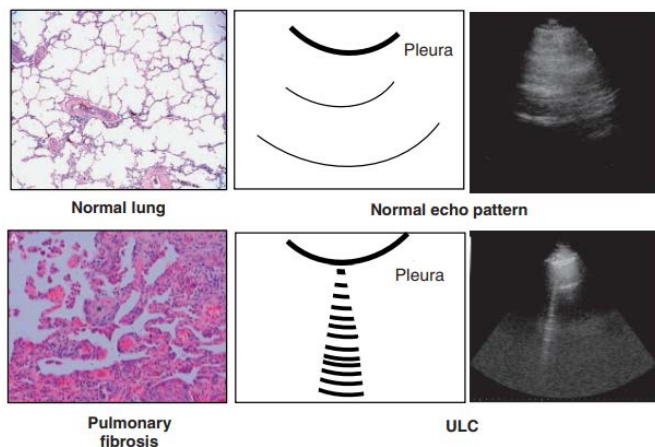 Pleura
Normal lung
Normal echo pattern
Pleura
Pulmonary
fibrosis
ULC